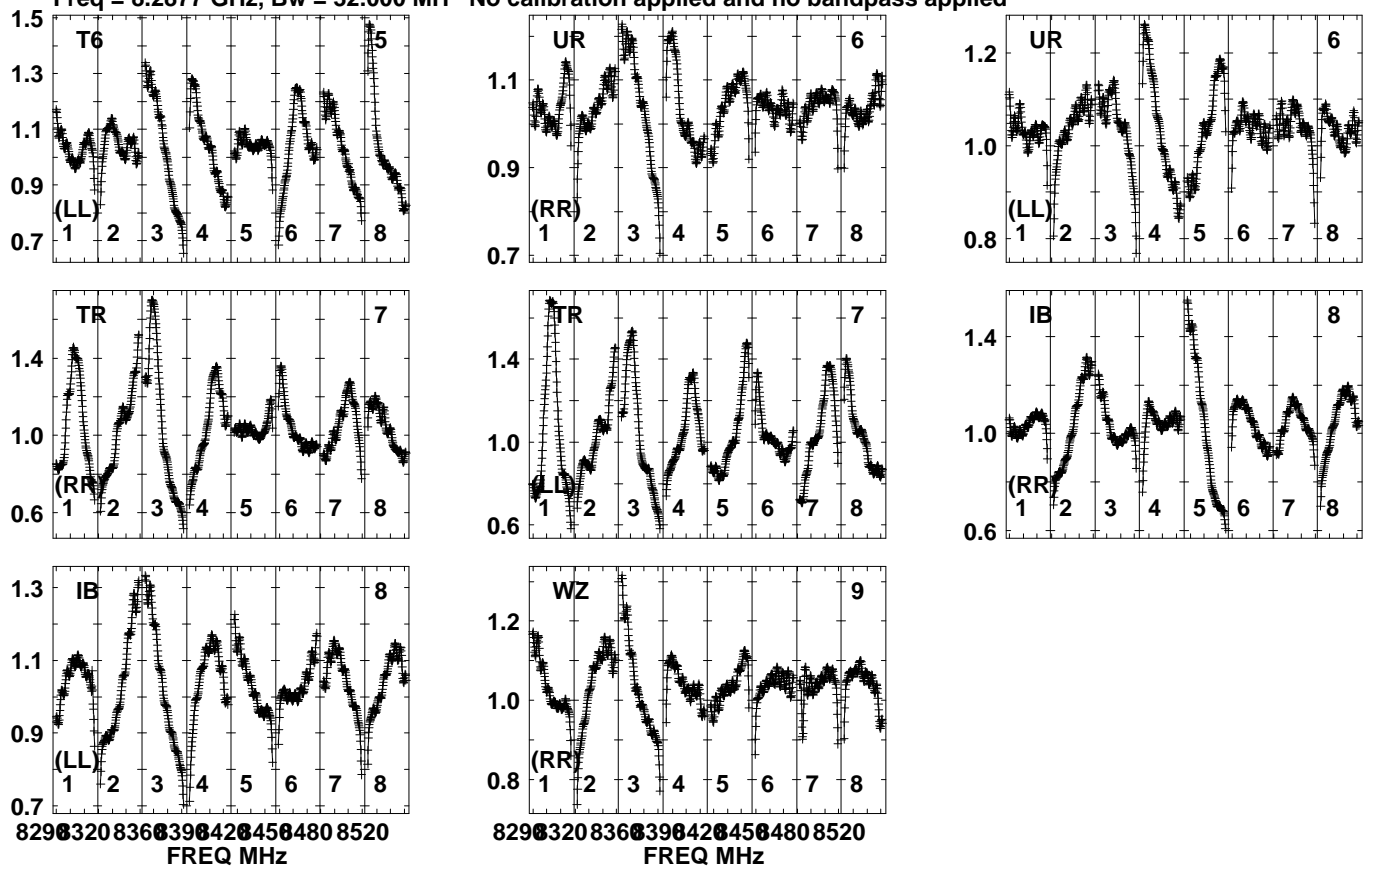 Freq = 8.2877 GHz, Bw = 32.000 MH No calibration applied and no bandpass applied
1.5
1.3
1.1
0.9
0.7
T6 5
(LL)
1 2 3 4 5 6 7 8
1.1
0.9
0.7
UR 6
(RR)
1 2 3 4 5 6 7 8
1.2
1.0
0.8
UR 6
(LL)
1 2 3 4 5 6 7 8
1.4
1.0
0.6
TR 7
(RR)
1 2 3 4 5 6 7 8
1.4
1.0
0.6
TR 7
(LL)
1 2 3 4 5 6 7 8
1.4
1.0
0.6
IB 8
(RR)
1 2 3 4 5 6 7 8
1.3
1.1
0.9
0.7
IB 8
(LL)
1 2 3 4 5 6 7 8
8290 8320 8360 8390 8420 8450 8480 8520
FREQ MHz
1.2
1.0
0.8
WZ 9
(RR)
1 2 3 4 5 6 7 8
8290 8320 8360 8390 8420 8450 8480 8520
FREQ MHz